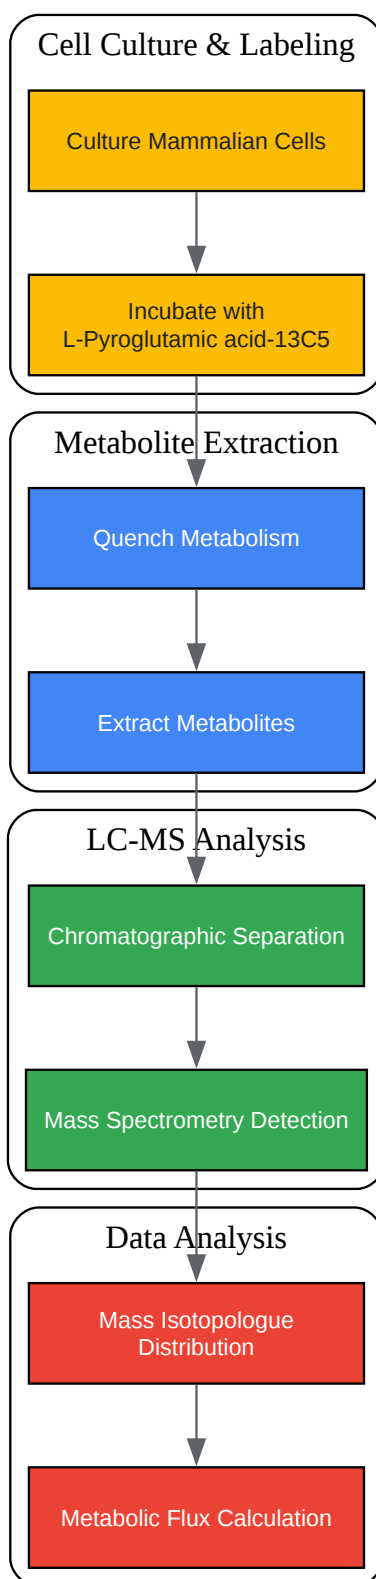 Cell Culture & Labeling
Culture Mammalian Cells
Incubate with
L-Pyroglutamic acid-13C5
Metabolite Extraction
Quench Metabolism
Extract Metabolites
LC-MS Analysis
Chromatographic Separation
Mass Spectrometry Detection
Data Analysis
Mass Isotopologue
Distribution
Metabolic Flux Calculation